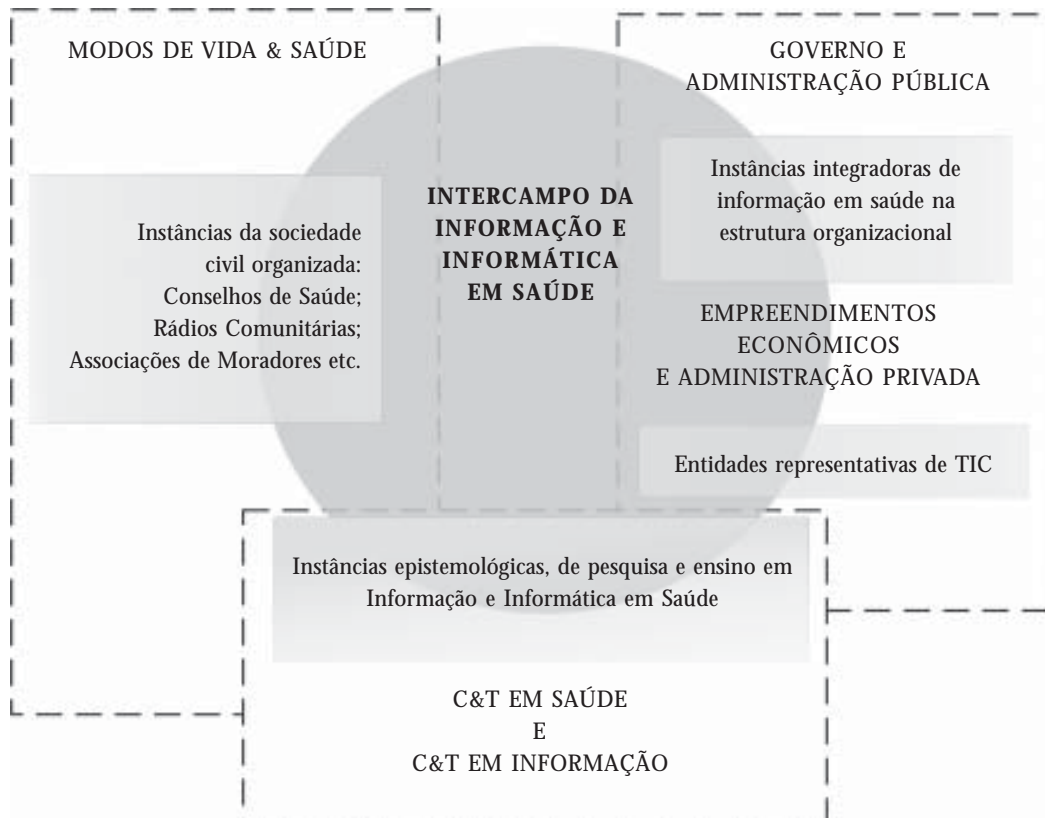 MODOS DE VIDA & SAÚDE
Instâncias da sociedade
civil organizada:
Conselhos de Saúde;
Rádios Comunitárias;
Associações de Moradores etc.
INTERCAMPO DA
INFORMAÇÃO E
INFORMÁTICA
EM SAÚDE
GOVERNO E
ADMINISTRAÇÃO PÚBLICA
Instâncias integradoras de
informação em saúde na
estrutura organizacional
EMPREENDIMENTOS
ECONÔMICOS
E ADMINISTRAÇÃO PRIVADA
Entidades representativas de TIC
Instâncias epistemológicas, de pesquisa e ensino em
Informação e Informática em Saúde
C&T EM SAÚDE
E
C&T EM INFORMAÇÃO